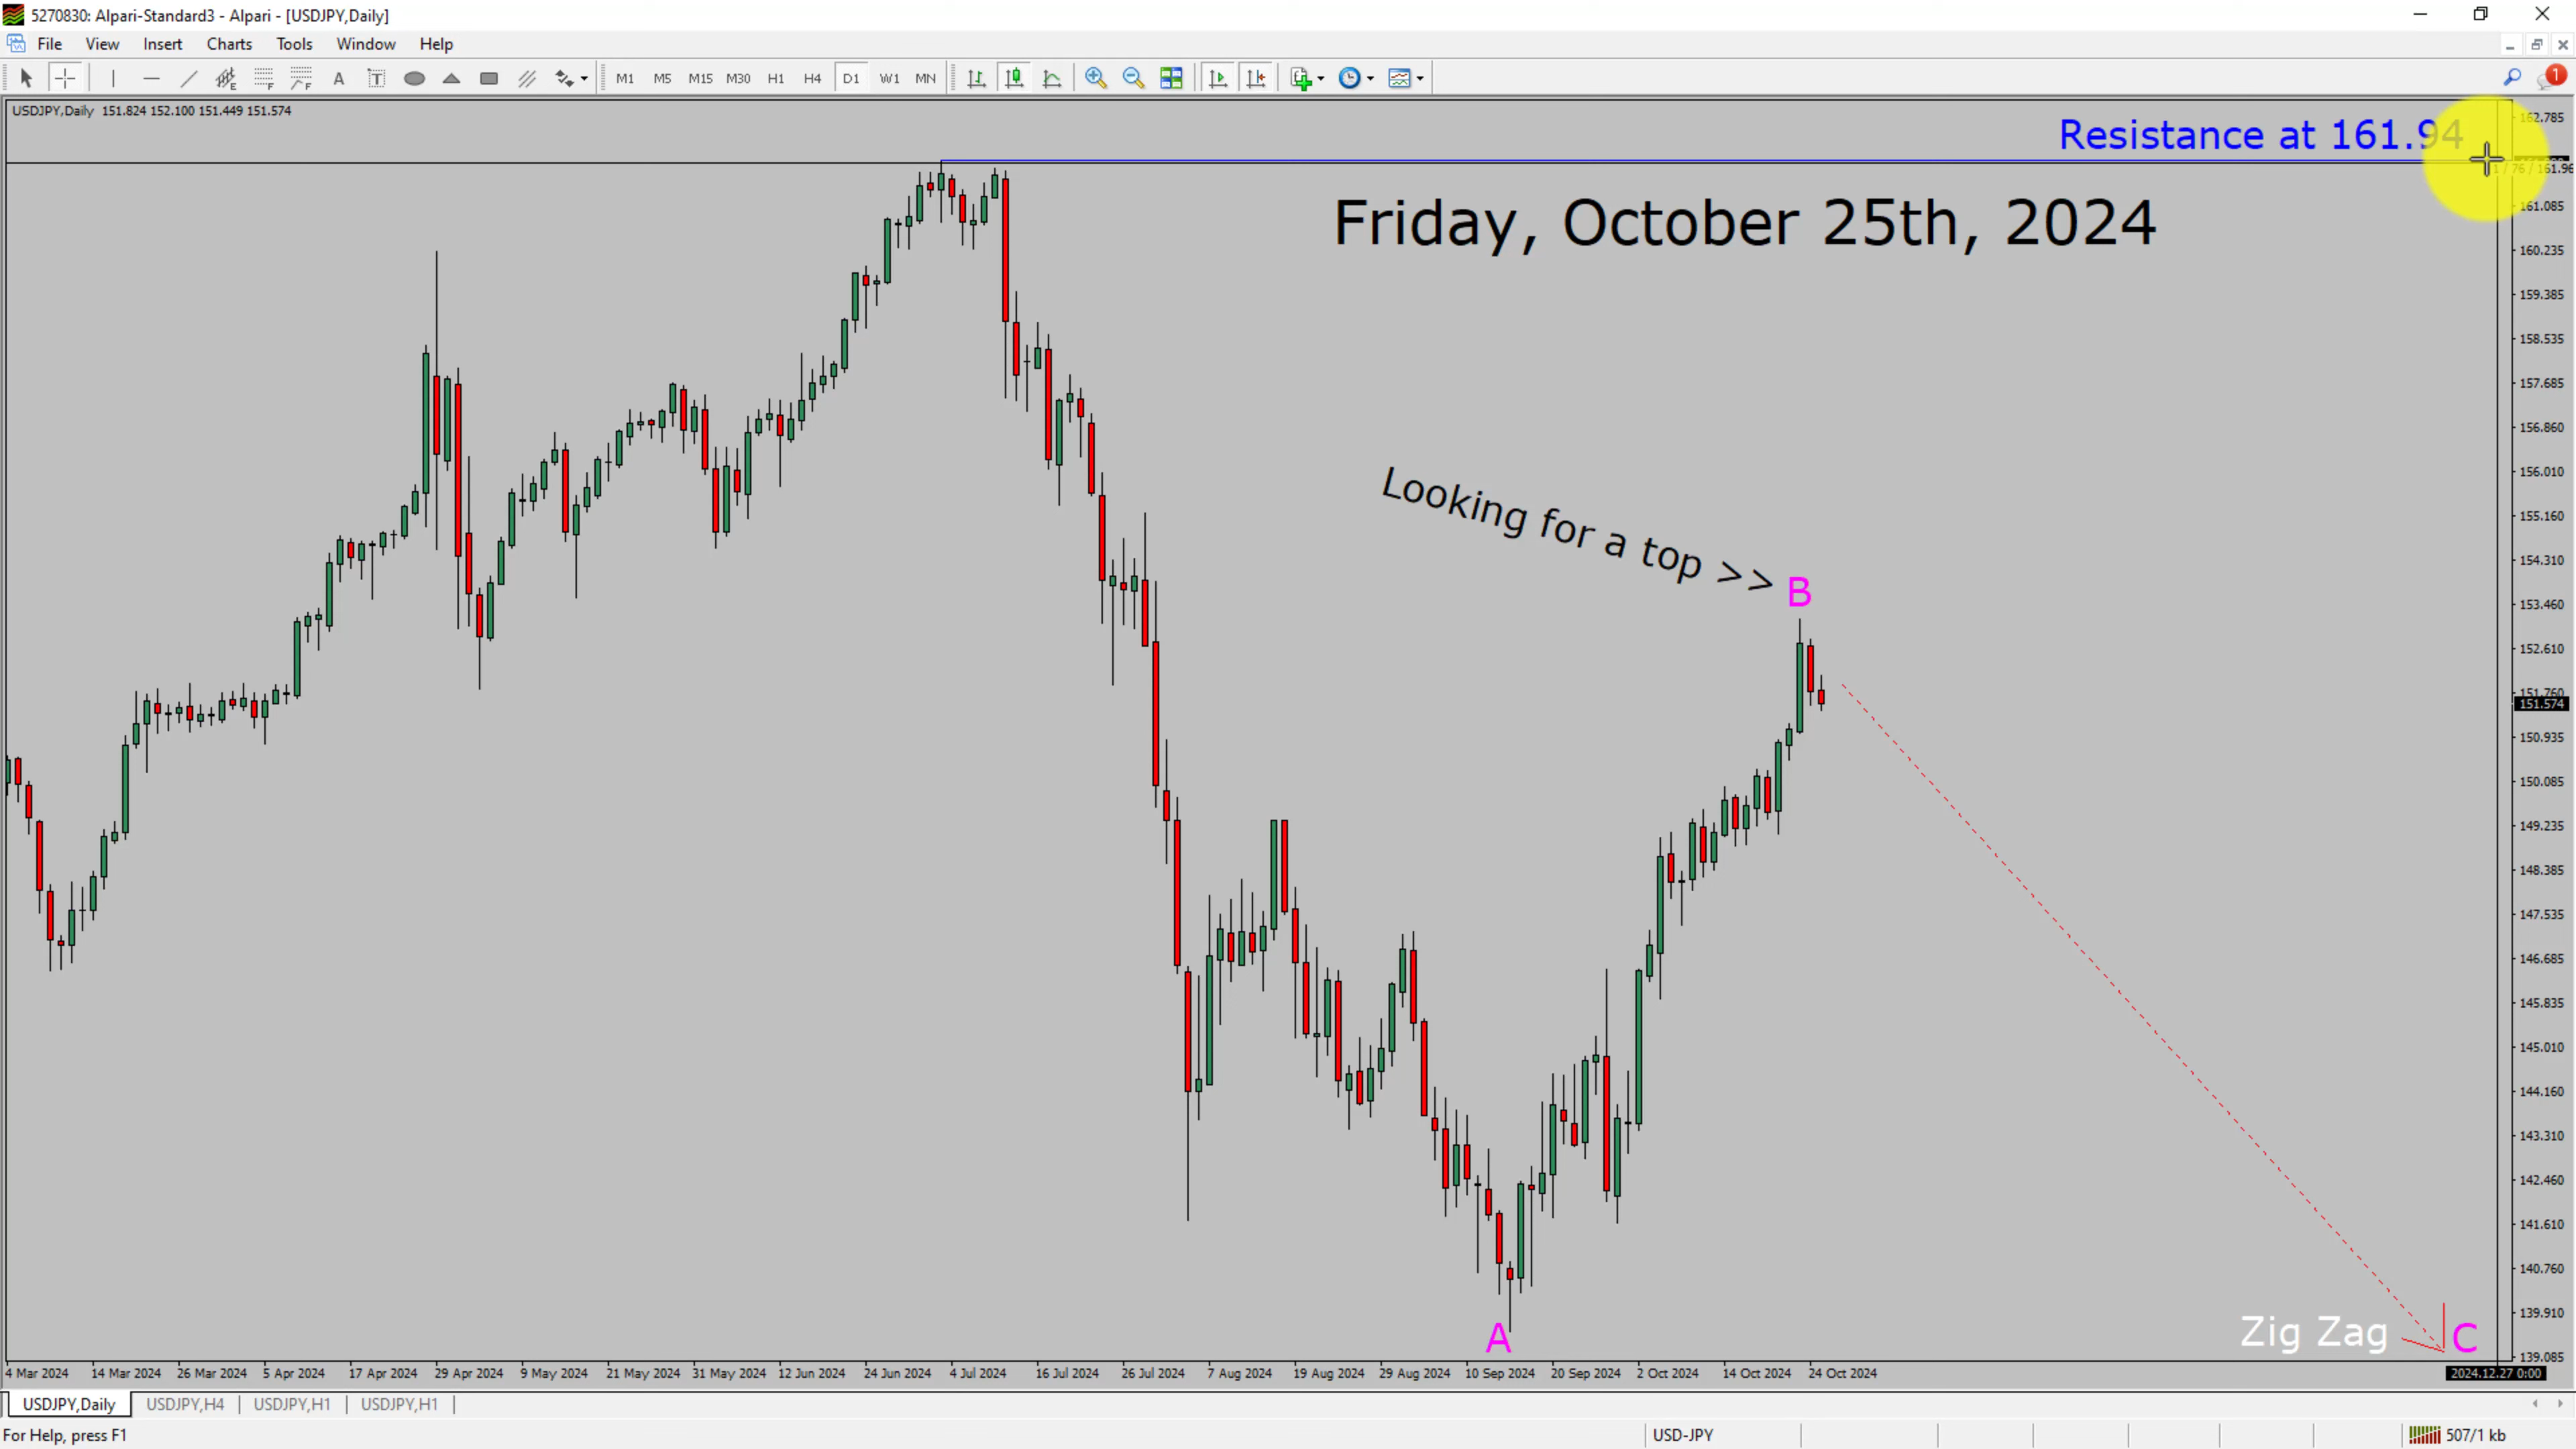 5270830: Alpari-Standard3 - Alpari - [USDJPY,Daily]
File View Insert Charts Tools Window Help
A T M1 M5 M15 M30 H1 H4 D1 W1 MN 1
USDJPY,Daily 151.824 152.100 151.449 151.574
162.785
Resistance at 161.94
Friday, October 25th, 2024
161.085
160.235
159.385
158.535
157.685
156.860
156.010
Looking for a top >>
155.160
154.310
B
153.460
152.610
151.760
151.574
150.935
150.085
149.235
148.385
147.535
146.685
145.835
145.010
144.160
143.310
142.460
141.610
140.760
139.910
A
Zig Zag
C
139.085
4 Mar 2024 14 Mar 2024 26 Mar 2024 5 Apr 2024 17 Apr 2024 29 Apr 2024 9 May 2024 21 May 2024 31 May 2024 12 Jun 2024 24 Jun 2024 4 Jul 2024 16 Jul 2024 26 Jul 2024 7 Aug 2024 19 Aug 2024 29 Aug 2024 10 Sep 2024 20 Sep 2024 2 Oct 2024 14 Oct 2024 24 Oct 2024 2024.12.27 0:00
USDJPY,Daily USDJPY,H4 USDJPY,H1 USDJPY,H1
For Help, press F1 USD-JPY 507/1 kb